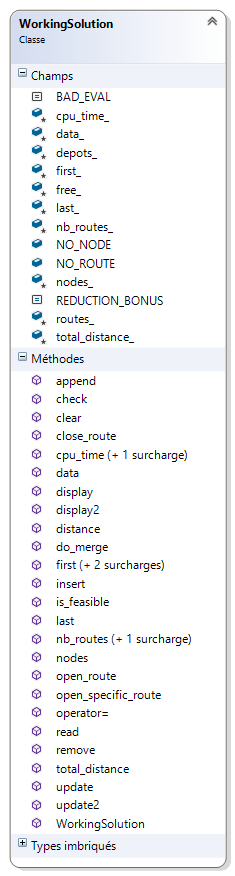 WorkingSolution
Classe
Champs
BAD_EVAL
cpu_time_
data_
depots_
first_
free_
last_
nb_routes_
NO_NODE
NO_ROUTE
nodes_
REDUCTION_BONUS
routes_
total_distance_
Méthodes
append
check
clear
close_route
cpu_time (+ 1 surcharge)
data
display
display2
distance
do_merge
first (+ 2 surcharges)
insert
is_feasible
last
nb_routes (+ 1 surcharge)
nodes
open_route
open_specific_route
operator=
read
remove
total_distance
update
update2
WorkingSolution
Types imbriqués